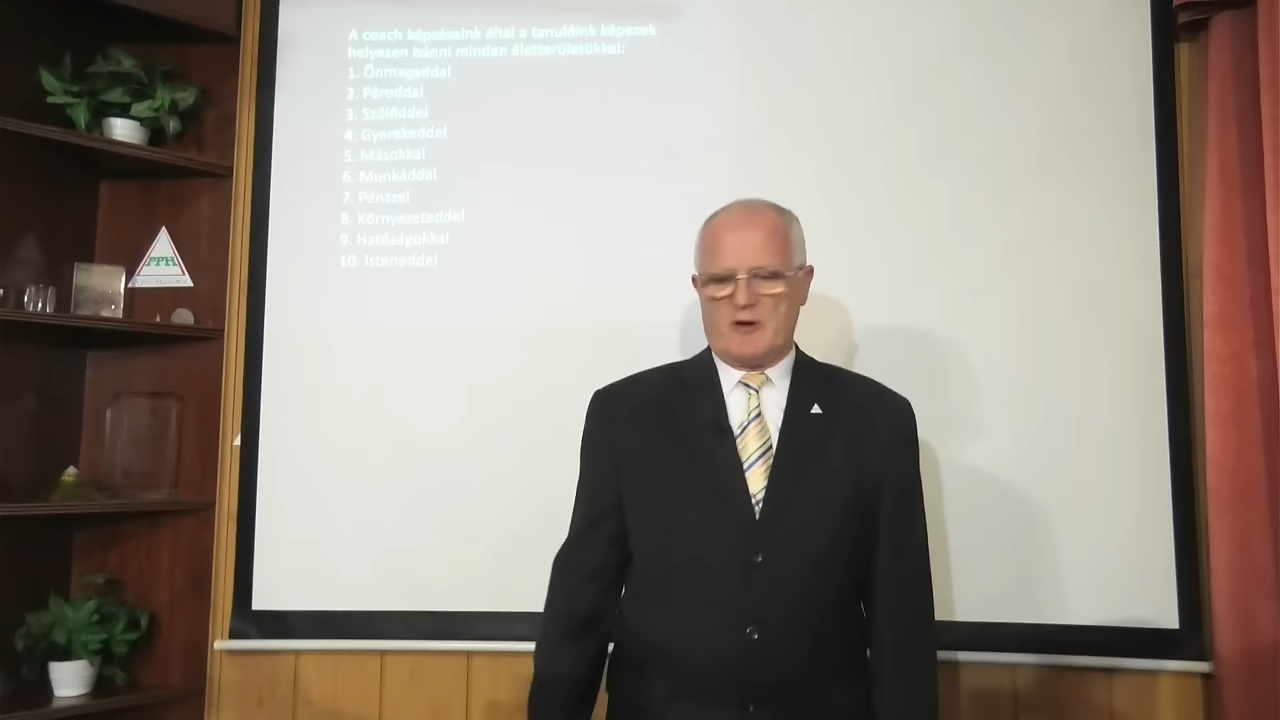 A coach képzéseink által a tanulóink képesek
helyesen bánni minden életterületükkel:
1. Önmagaddal
2. Pároddal
3. Szülőddel
4. Gyerekeddel
5. Másokkal
6. Munkáddal
7. Pénzzel
8. Környezeteddel
9. Hatóságokkal
10. Isteneddel
PPH